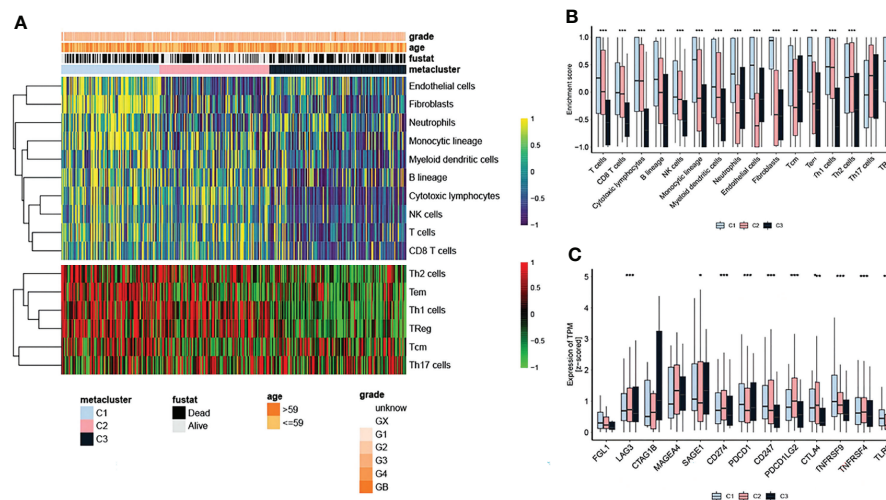 A
grade
age
fustat
metacluster
Endothelial cells
Fibroblasts
Neutrophils
Monocytic lineage
Myeloid dendritic cells
B lineage
Cytotoxic lymphocytes
NK cells
T cells
CD8 T cells
1
0.5
0
−0.5
−1
Th2 cells
Tem
Th1 cells
TReg
Tcm
Th17 cells
1
0.5
0
−0.5
−1
metacluster
C1
C2
C3
fustat
Dead
Alive
age
>59
<=59
grade
unknow
GX
G1
G2
G3
G4
GB
B
Enrichment score
1.0
0.5
0.0
−0.5
−1.0
*** *** *** *** *** *** *** *** *** *** ** ** *** ***
T cells
CD8 T cells
Cytotoxic lymphocytes
B lineage
NK cells
Monocytic lineage
Myeloid dendritic cells
Neutrophils
Endothelial cells
Fibroblasts
Tcm
Tem
Th1 cells
Th2 cells
Th17 cells
C1 C2 C3
C
Expression of TPM
[z-scored]
5
4
3
2
1
0
*** * *** *** *** *** *** *** ***
FGL1
LAG3
CTAG1B
MAGEA4
SAGE1
CD274
PDCD1
CD247
PDCD1LG2
CTLA4
TNFRSF9
TNFRSF4
C1 C2 C3